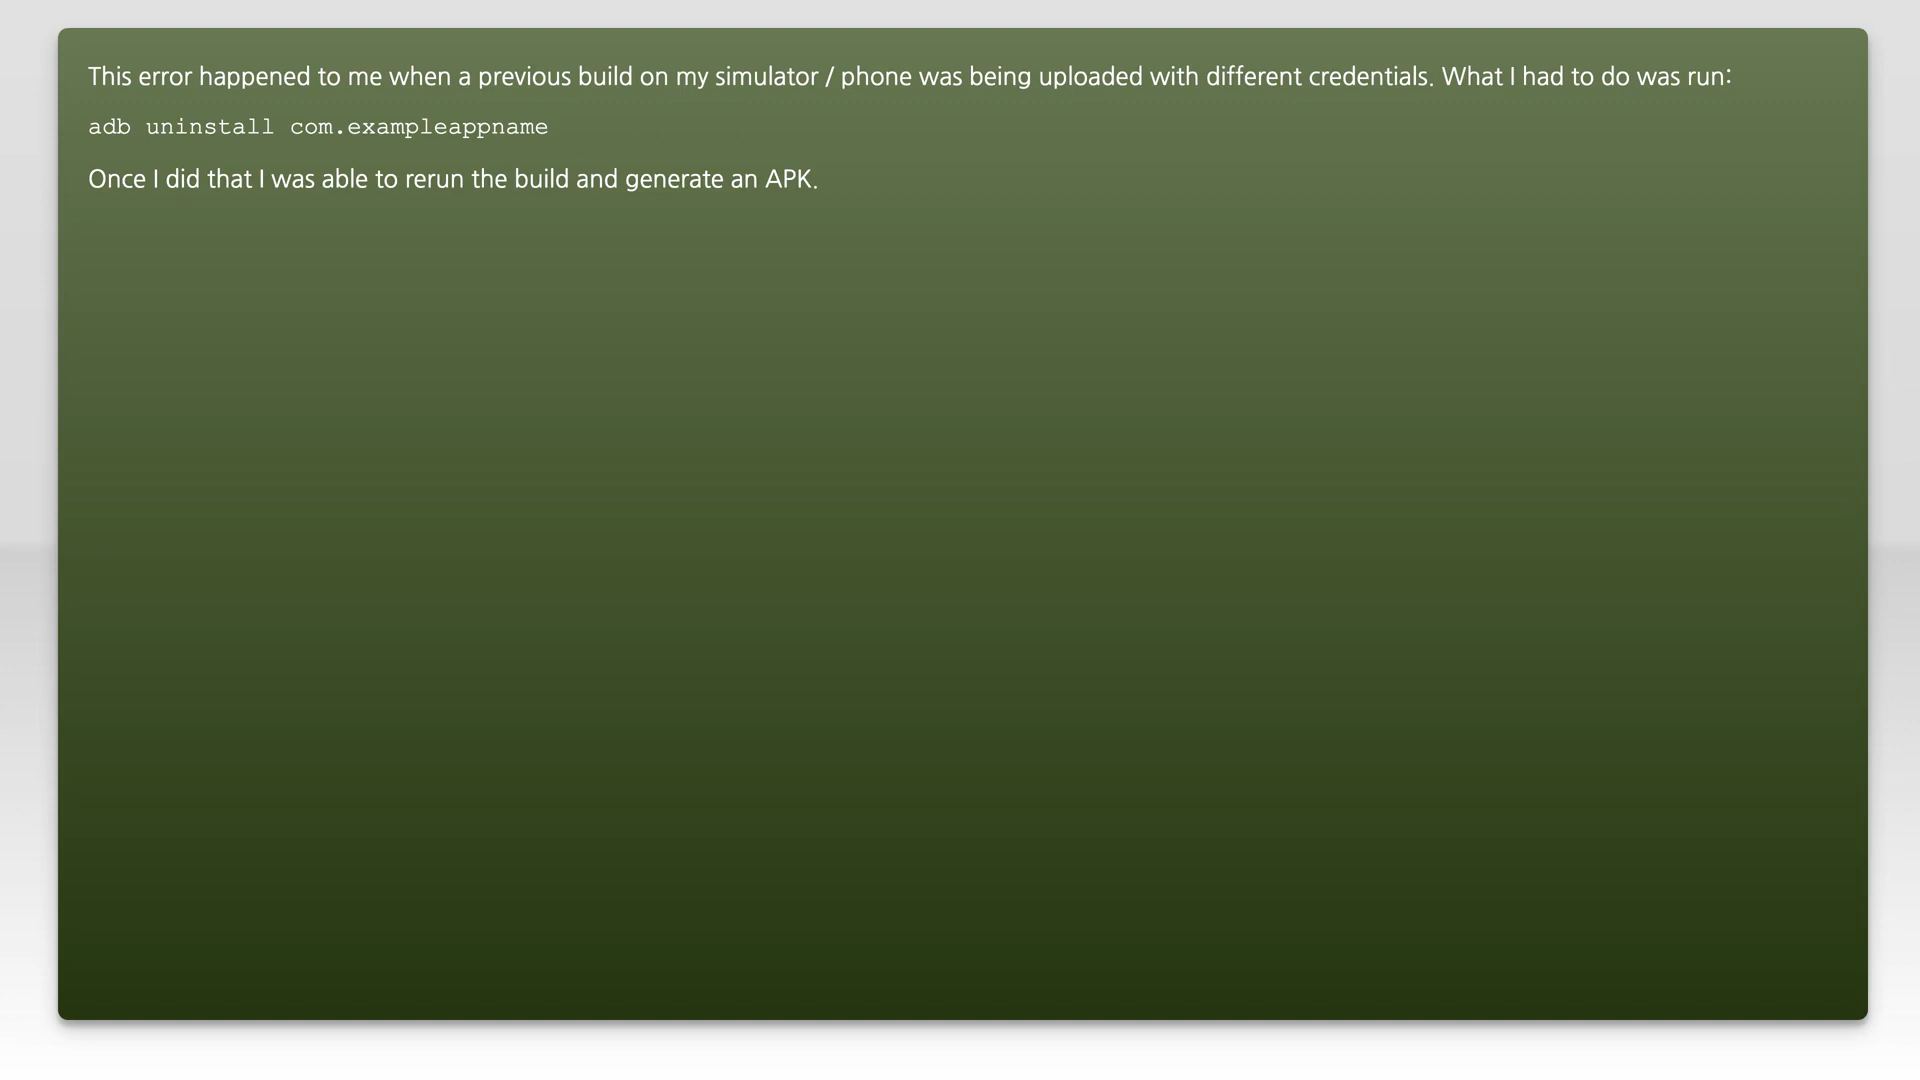 This error happened to me when a previous build on my simulator / phone was being uploaded with different credentials. What I had to do was run:
adb uninstall com.exampleappname
Once I did that I was able to rerun the build and generate an APK.